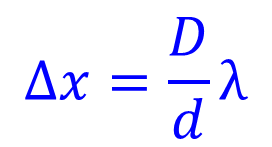 Δx = D/d λ